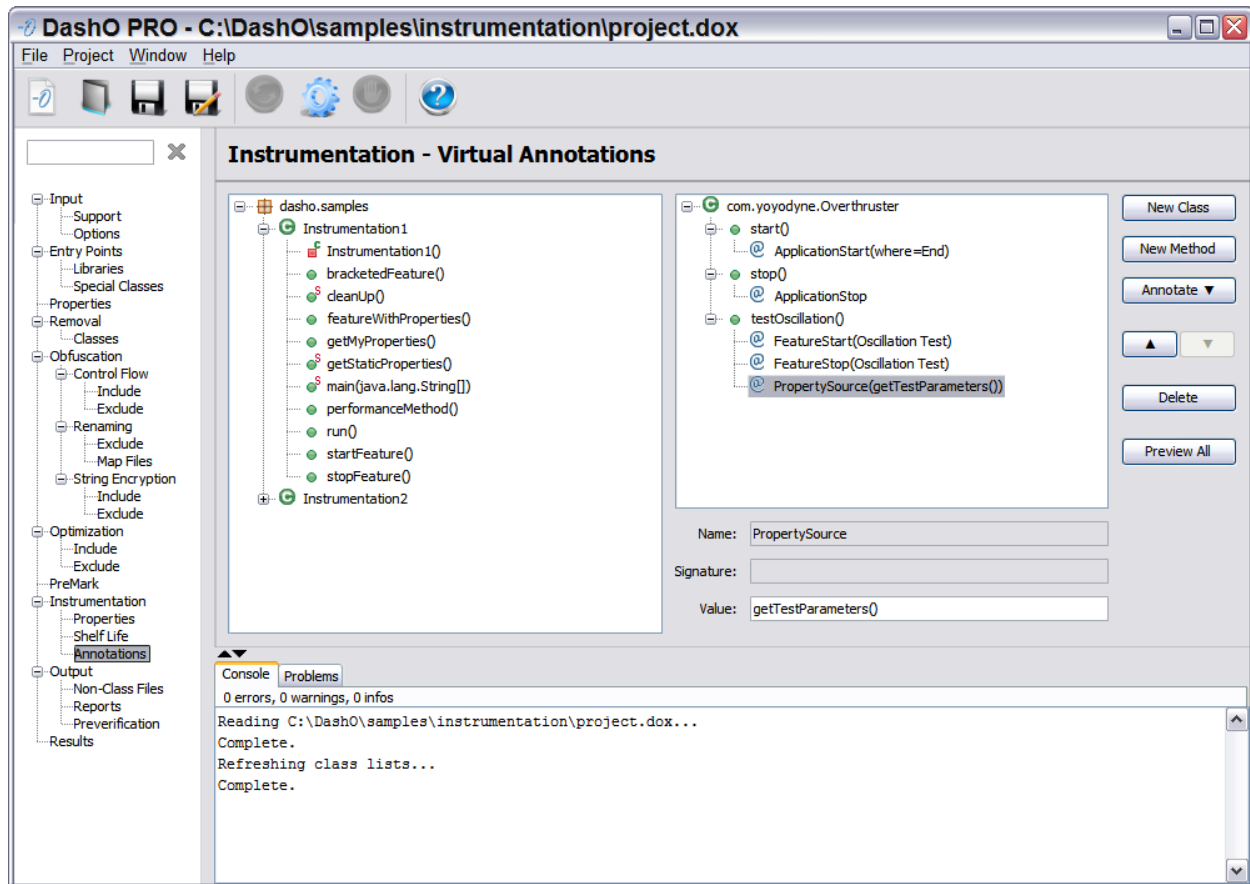 DashO PRO - C:\DashO\samples\instrumentation\project.dox
File Project Window Help
Instrumentation - Virtual Annotations
Input
Support
Options
Entry Points
Libraries
Special Classes
Properties
Removal
Classes
Obfuscation
Control Flow
Include
Exclude
Renaming
Exclude
Map Files
String Encryption
Include
Exclude
Optimization
Include
Exclude
PreMark
Instrumentation
Properties
Shelf Life
Annotations
Output
Non-Class Files
Reports
Preverification
Results
dasho.samples
Instrumentation1
Instrumentation1()
bracketedFeature()
cleanUp()
featureWithProperties()
getMyProperties()
getStaticProperties()
main(java.lang.String[])
performanceMethod()
run()
startFeature()
stopFeature()
Instrumentation2
com.yoyodyne.Overthruster
start()
ApplicationStart(where=End)
stop()
ApplicationStop
testOscillation()
FeatureStart(Oscillation Test)
FeatureStop(Oscillation Test)
PropertySource(getTestParameters())
New Class
New Method
Annotate ▼
▲ ▼
Delete
Preview All
Name: PropertySource
Signature:
Value: getTestParameters()
Console Problems
0 errors, 0 warnings, 0 infos
Reading C:\DashO\samples\instrumentation\project.dox...
Complete.
Refreshing class lists...
Complete.